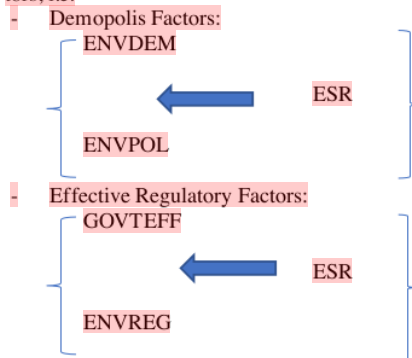 - Demopolis Factors:
ENVDEM
ESR
ENVPOL
- Effective Regulatory Factors:
GOVTEFF
ESR
ENVREG